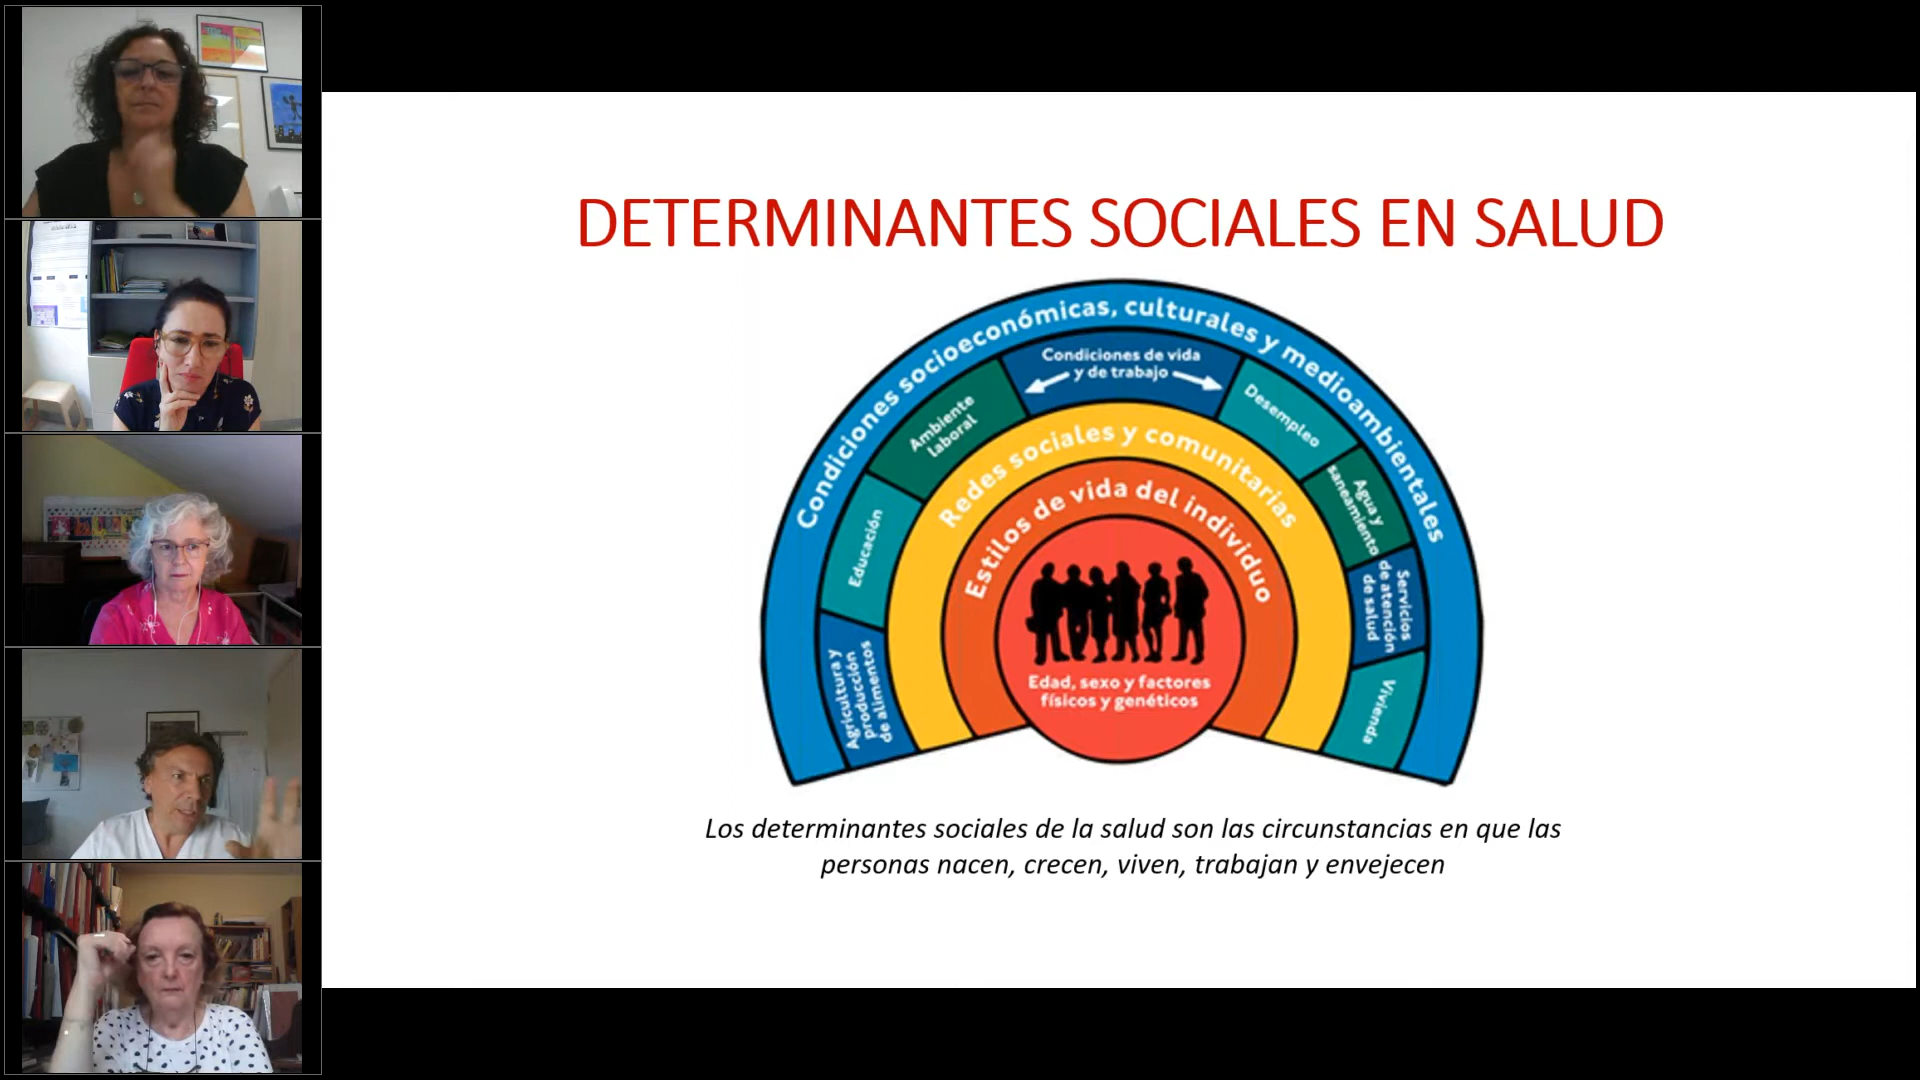 DETERMINANTES SOCIALES EN SALUD
Condiciones socioeconómicas, culturales y medioambientales
Condiciones de vida
y de trabajo
Ambiente
laboral
Educación
Agricultura y
producción
de alimentos
Desempleo
Agua y
saneamiento
Servicios
de atención
de salud
Vivienda
Redes sociales y comunitarias
Estilos de vida del individuo
Edad, sexo y factores
físicos y genéticos
Los determinantes sociales de la salud son las circunstancias en que las
personas nacen, crecen, viven, trabajan y envejecen